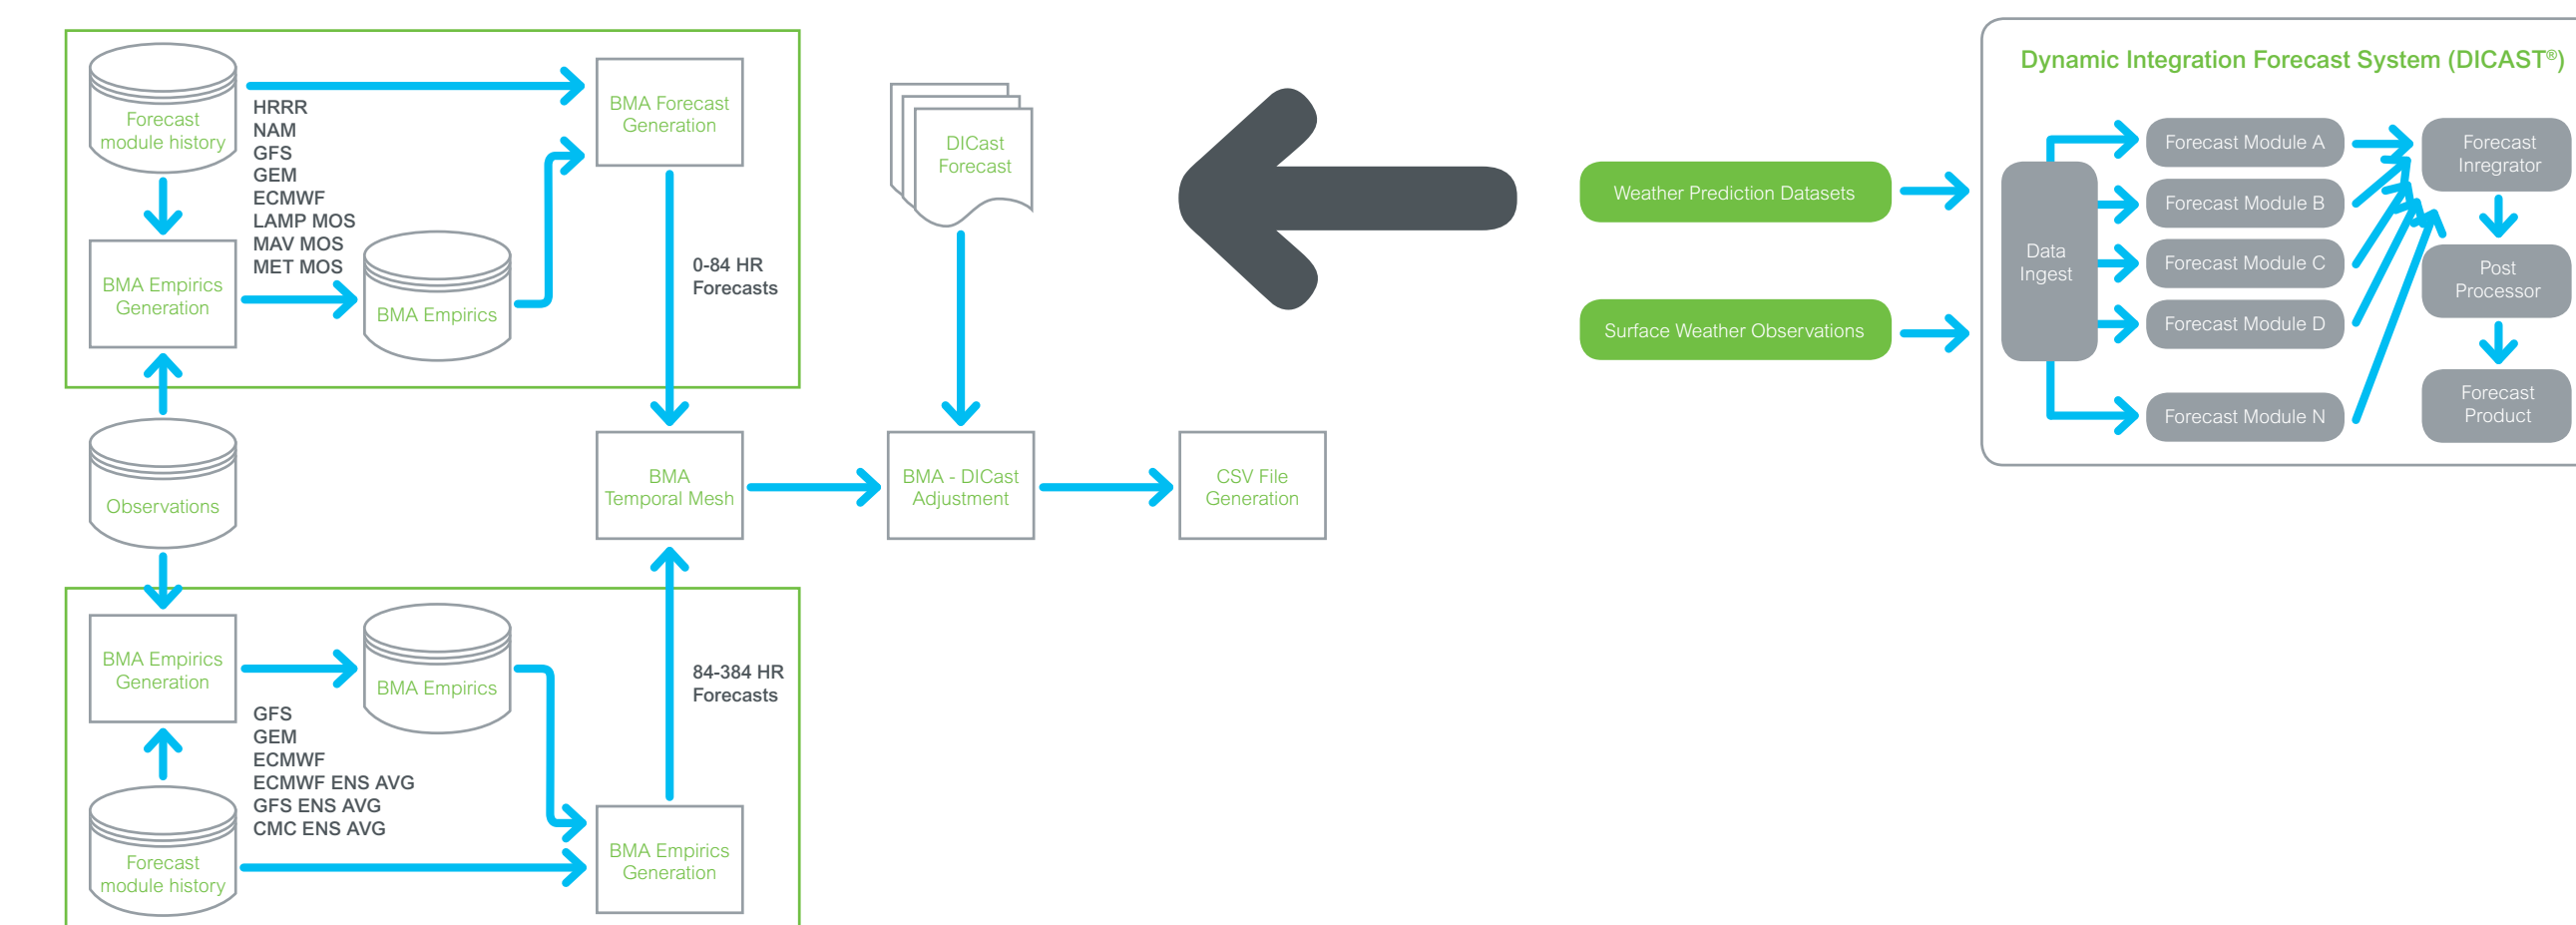 Forecast
module history
HRRR
NAM
GFS
GEM
ECMWF
LAMP MOS
MAV MOS
MET MOS
BMA Forecast
Generation
BMA Empirics
Generation
BMA Empirics
0-84 HR
Forecasts
Observations
BMA
Temporal Mesh
DICast
Forecast
BMA - DICast
Adjustment
CSV File
Generation
BMA Empirics
Generation
BMA Empirics
84-384 HR
Forecasts
GFS
GEM
ECMWF
ECMWF ENS AVG
GFS ENS AVG
CMC ENS AVG
Forecast
module history
BMA Empirics
Generation
Weather Prediction Datasets
Surface Weather Observations
Dynamic Integration Forecast System (DICAST®)
Data
Ingest
Forecast Module A
Forecast Module B
Forecast Module C
Forecast Module D
Forecast Module N
Forecast
Inregrator
Post
Processor
Forecast
Product